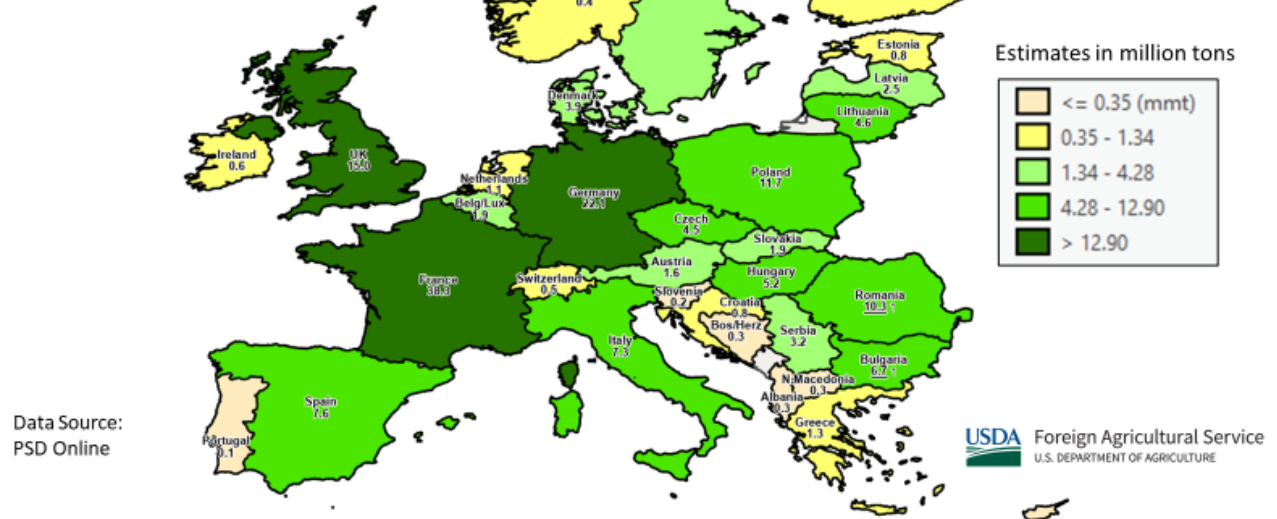 0.4
Estonia
0.8
Latvia
2.5
Lithuania
4.6
Denmark
3.9
Ireland
0.6
UK
15.0
Netherlands
1.1
Belg/Lux
1.9
Germany
22.1
Poland
11.7
Czech
4.5
Slovakia
1.9
Austria
1.6
Hungary
5.2
France
38.3
Switzerland
0.5
Slovenia
0.2
Croatia
0.8
Bos/Herz
0.3
Serbia
3.2
Romania
10.3 ¹
Bulgaria
6.7 ¹
Italy
7.3
N.Macedonia
0.3
Albania
0.3
Greece
1.3
Spain
7.6
Portugal
0.1
Estimates in million tons
<= 0.35 (mmt)
0.35 - 1.34
1.34 - 4.28
4.28 - 12.90
> 12.90
Data Source:
PSD Online
USDA
Foreign Agricultural Service
U.S. DEPARTMENT OF AGRICULTURE